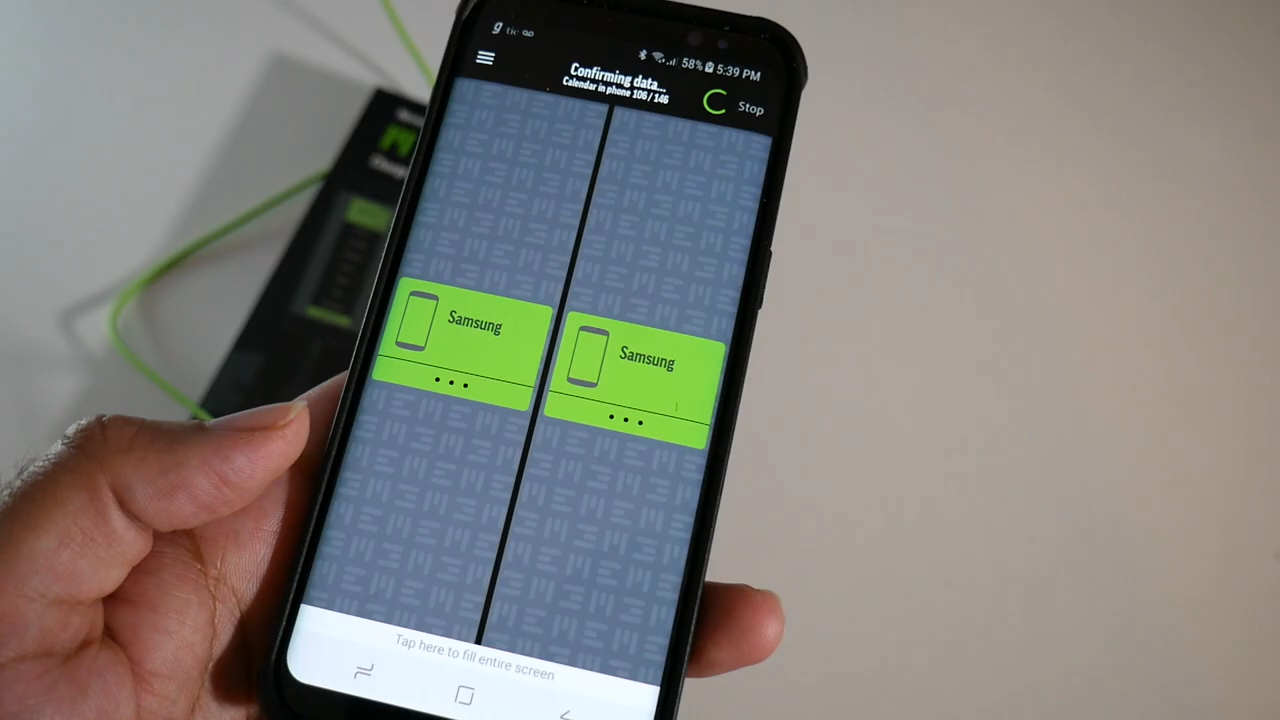 58% 5:39 PM
Confirming data...
Calendar in phone 106 / 146
Stop
Samsung
Samsung
Tap here to fill entire screen